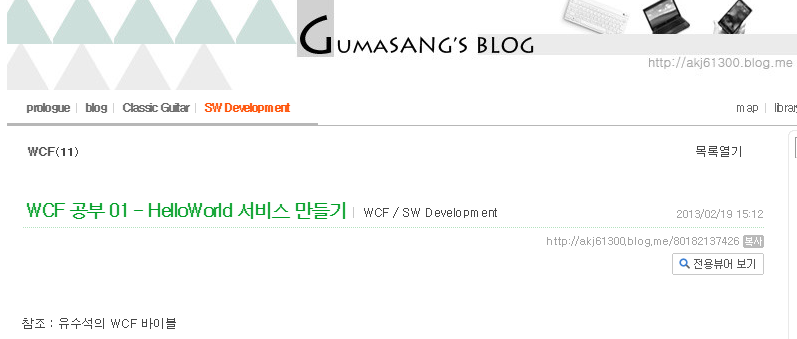 GUMASANG'S BLOG
http://akj61300.blog.me
prologue | blog | Classic Guitar | SW Development
map |
WCF(11)
목록열기
WCF 공부 01 - HelloWorld 서비스 만들기 | WCF / SW Development
2013/02/19 15:12
http://akj61300.blog.me/80182137426 복사
전용뷰어 보기
참조 : 유수석의 WCF 바이블